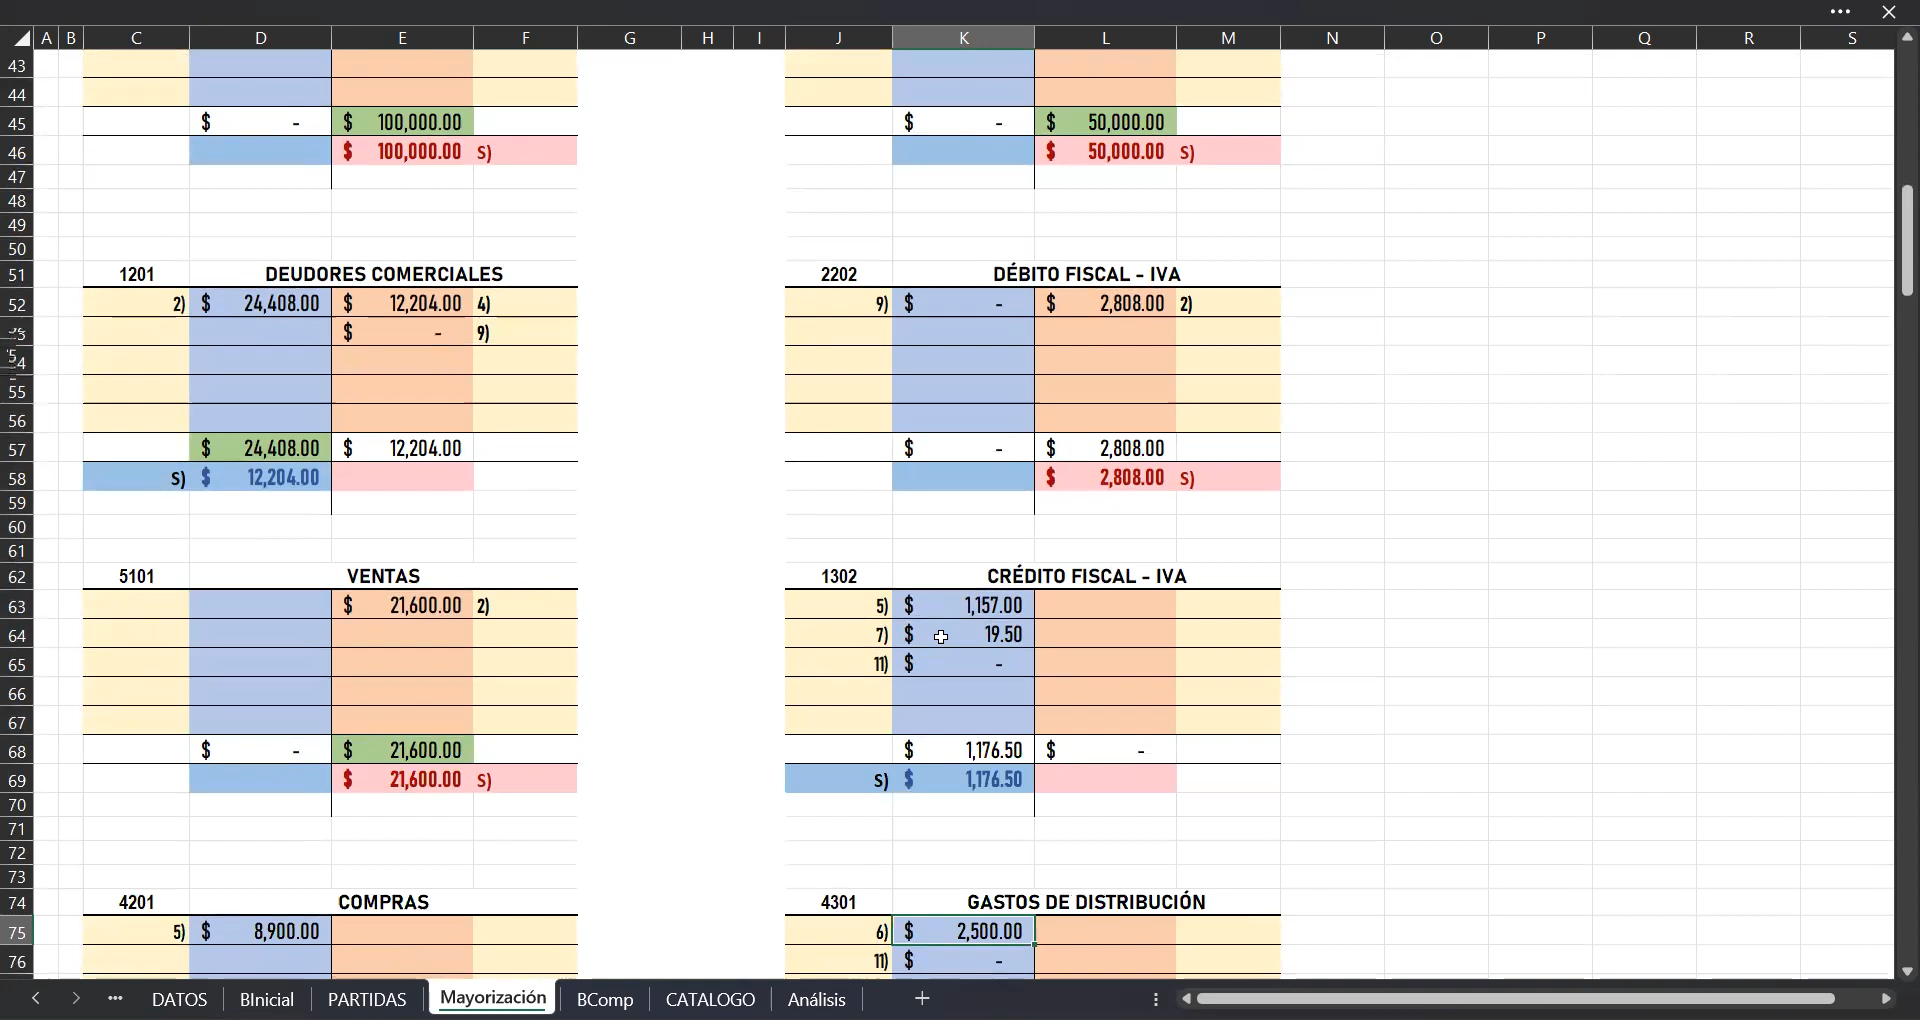 A B C D E F G H I J K L M N O P Q R S
43
44
45 $ - $ 100,000.00 $ - $ 50,000.00
46 $ 100,000.00 S) $ 50,000.00 S)
47
48
49
50
51 1201 DEUDORES COMERCIALES 2202 DÉBITO FISCAL - IVA
52 2) $ 24,408.00 $ 12,204.00 4) 9) $ - $ 2,808.00 2)
$ - 9)
55
56
57 $ 24,408.00 $ 12,204.00 $ - $ 2,808.00
58 S) $ 12,204.00 $ 2,808.00 S)
59
60
61
62 5101 VENTAS 1302 CRÉDITO FISCAL - IVA
63 $ 21,600.00 2) 5) $ 1,157.00
64 7) $ 19.50
65 11) $ -
66
67
68 $ - $ 21,600.00 $ 1,176.50 $ -
69 $ 21,600.00 S) S) $ 1,176.50
70
71
72
73
74 4201 COMPRAS 4301 GASTOS DE DISTRIBUCIÓN
75 5) $ 8,900.00 6) $ 2,500.00
76 11) $ -
DATOS BInicial PARTIDAS Mayorización BComp CATALOGO Análisis